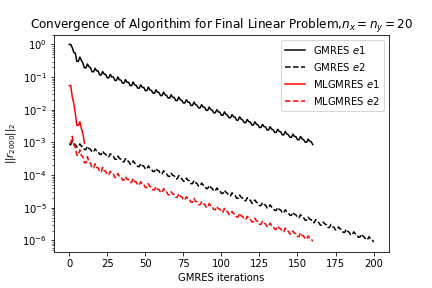 Convergence of Algorithim for Final Linear Problem,$n_x = n_y = 20$
GMRES e1
GMRES e2
MLGMRES e1
MLGMRES e2
10⁰
10⁻¹
10⁻²
10⁻³
10⁻⁴
10⁻⁵
10⁻⁶
||r₂₀₀₀||₂
0 25 50 75 100 125 150 175 200
GMRES iterations